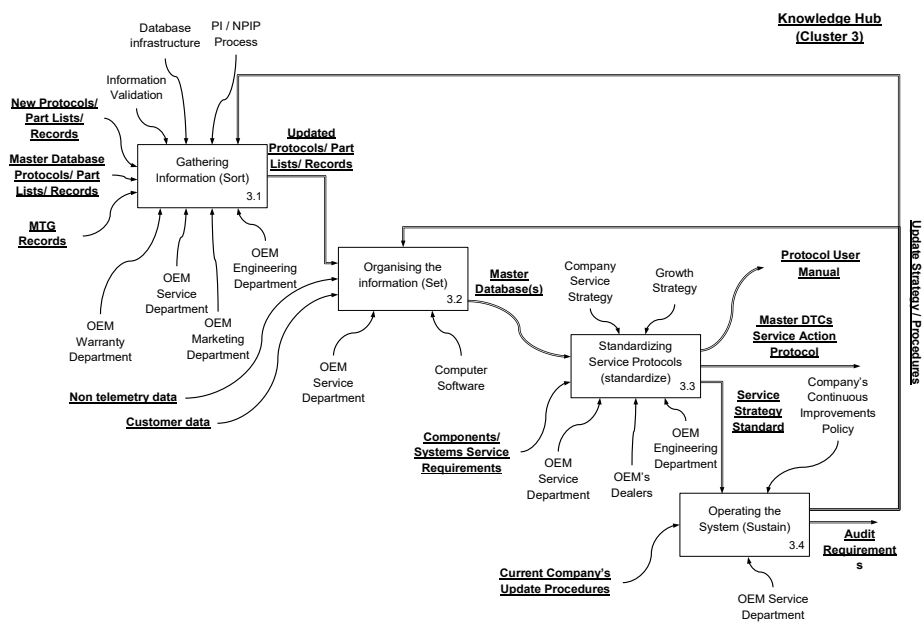 Knowledge Hub
(Cluster 3)
Database
infrastructure
PI / NPIP
Process
Information
Validation
New Protocols/
Part Lists/
Records
Master Database
Protocols/ Part
Lists/ Records
MTG
Records
Gathering
Information (Sort)
3.1
Updated
Protocols/ Part
Lists/ Records
OEM
Warranty
Department
OEM
Service
Department
OEM
Marketing
Department
OEM
Engineering
Department
Organising the
information (Set)
3.2
Master
Database(s)
Non telemetry data
Customer data
OEM
Service
Department
Computer
Software
Company
Service
Strategy
Growth
Strategy
Protocol User
Manual
Standardizing
Service Protocols
(standardize)
3.3
Master DTCs
Service Action
Protocol
Components/
Systems Service
Requirements
OEM
Service
Department
OEM's
Dealers
OEM
Engineering
Department
Service
Strategy
Standard
Company's
Continuous
Improvements
Policy
Update Strategy / Procedures
Operating the
System (Sustain)
3.4
Audit
Requirement
s
Current Company's
Update Procedures
OEM Service
Department